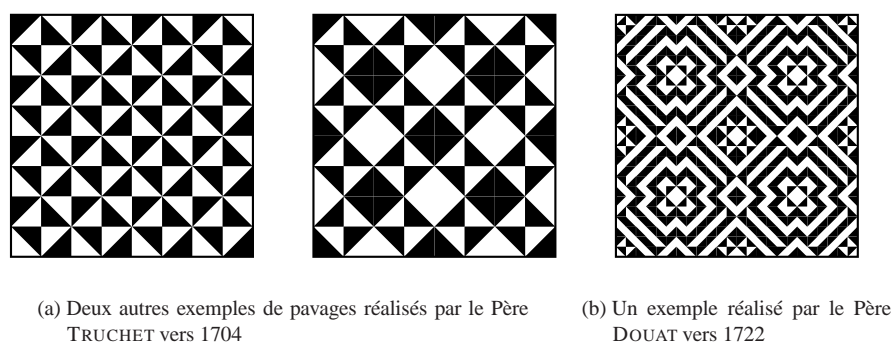 (a) Deux autres exemples de pavages réalisés par le Père
TRUCHET vers 1704
(b) Un exemple réalisé par le Père
DOUAT vers 1722